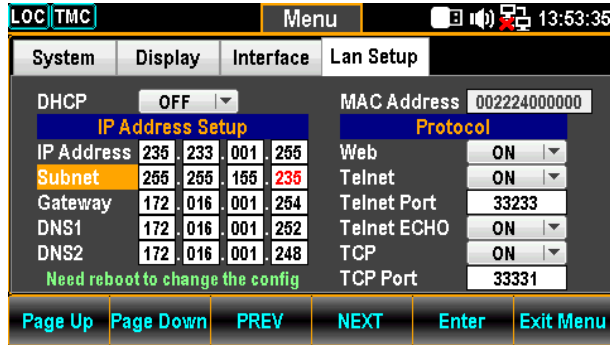 LOC TMC Menu 13:53:35
System Display Interface Lan Setup
DHCP OFF MAC Address 002224000000
IP Address Setup Protocol
IP Address 235 . 233 . 001 . 255 Web ON
Subnet 255 . 255 . 155 . 235 Telnet ON
Gateway 172 . 016 . 001 . 254 Telnet Port 33233
DNS1 172 . 016 . 001 . 252 Telnet ECHO ON
DNS2 172 . 016 . 001 . 248 TCP ON
Need reboot to change the config TCP Port 33331
Page Up Page Down PREV NEXT Enter Exit Menu